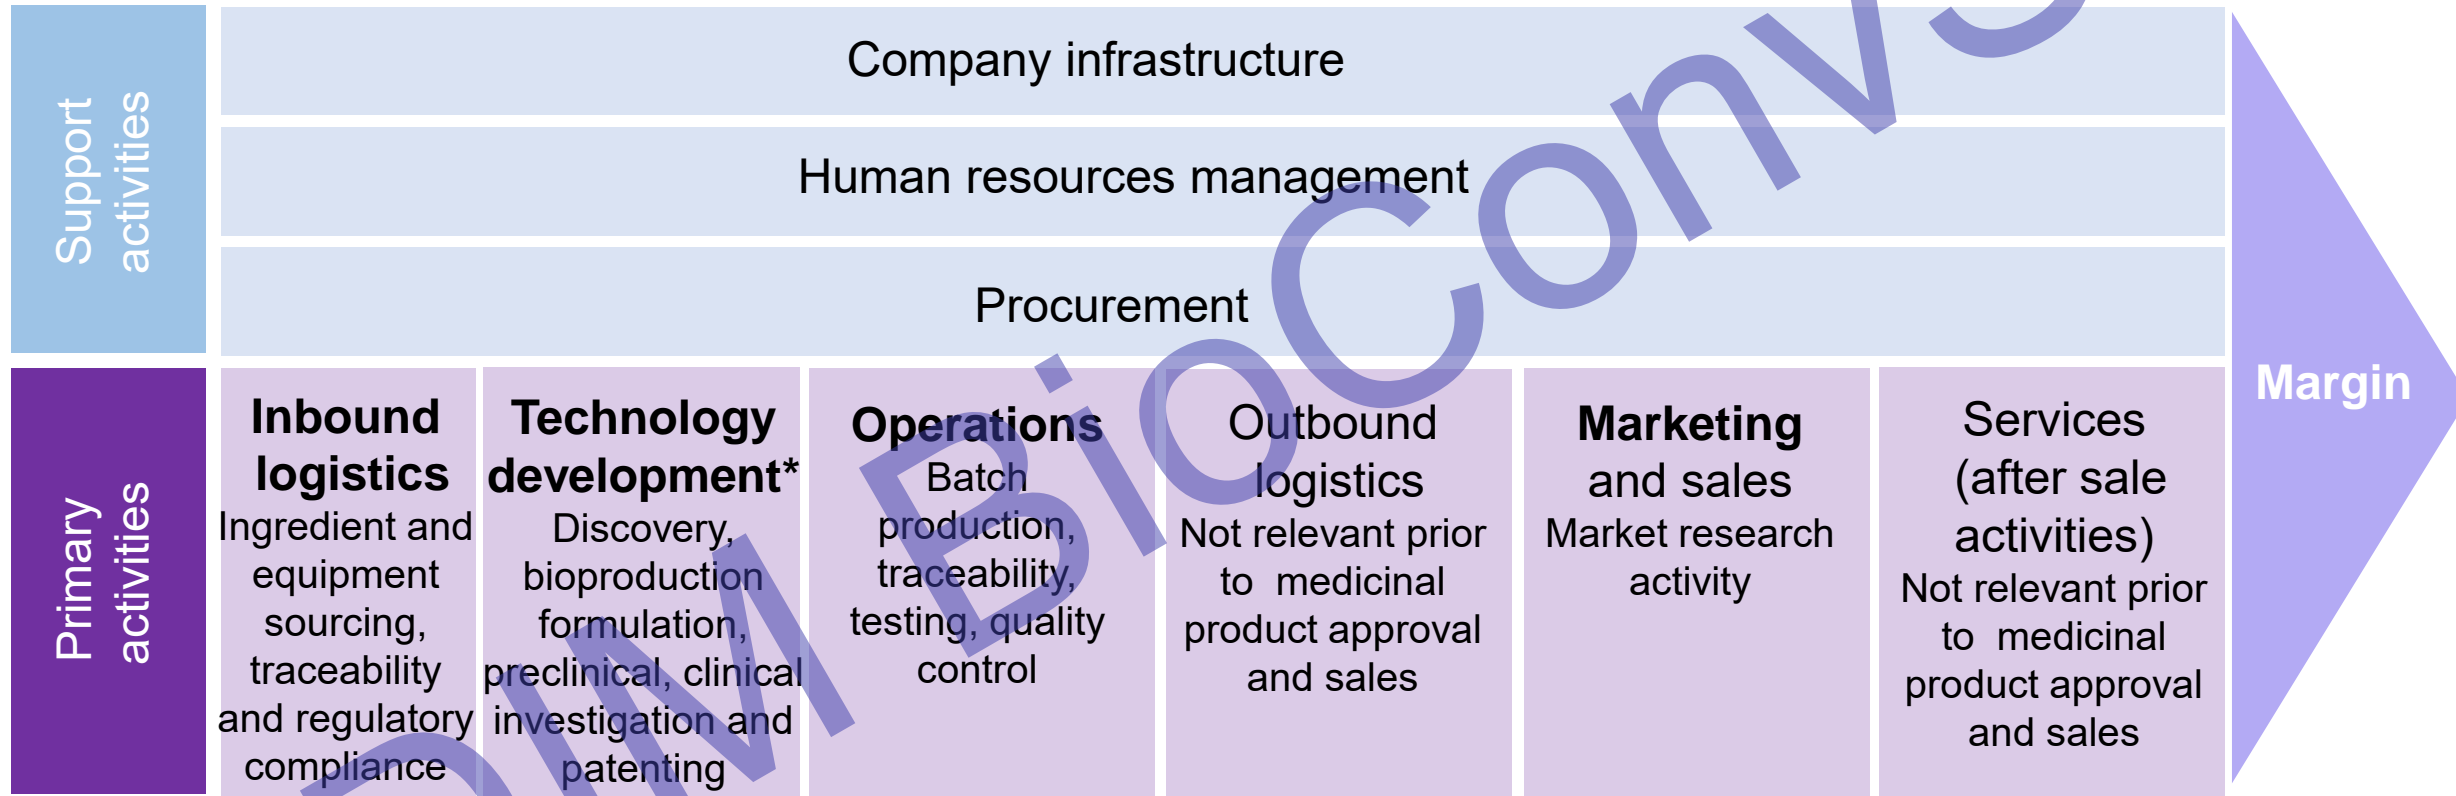 Support
activities
Company infrastructure
Human resources management
Procurement
Primary
activities
Inbound
logistics
Ingredient and
equipment
sourcing,
traceability
and regulatory
compliance
Technology
development*
Discovery,
bioproduction
formulation,
preclinical, clinical
investigation and
patenting
Operations
Batch
production,
traceability,
testing, quality
control
Outbound
logistics
Not relevant prior
to medicinal
product approval
and sales
Marketing
and sales
Market research
activity
Services
(after sale
activities)
Not relevant prior
to medicinal
product approval
and sales
Margin
BioConvS